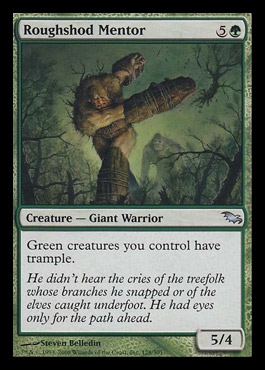 Roughshod Mentor 5
Creature — Giant Warrior
Green creatures you control have
trample.
He didn't hear the cries of the treefolk
whose branches he snapped or of the
elves caught underfoot. He had eyes
only for the path ahead.
Steven Belledin
5/4